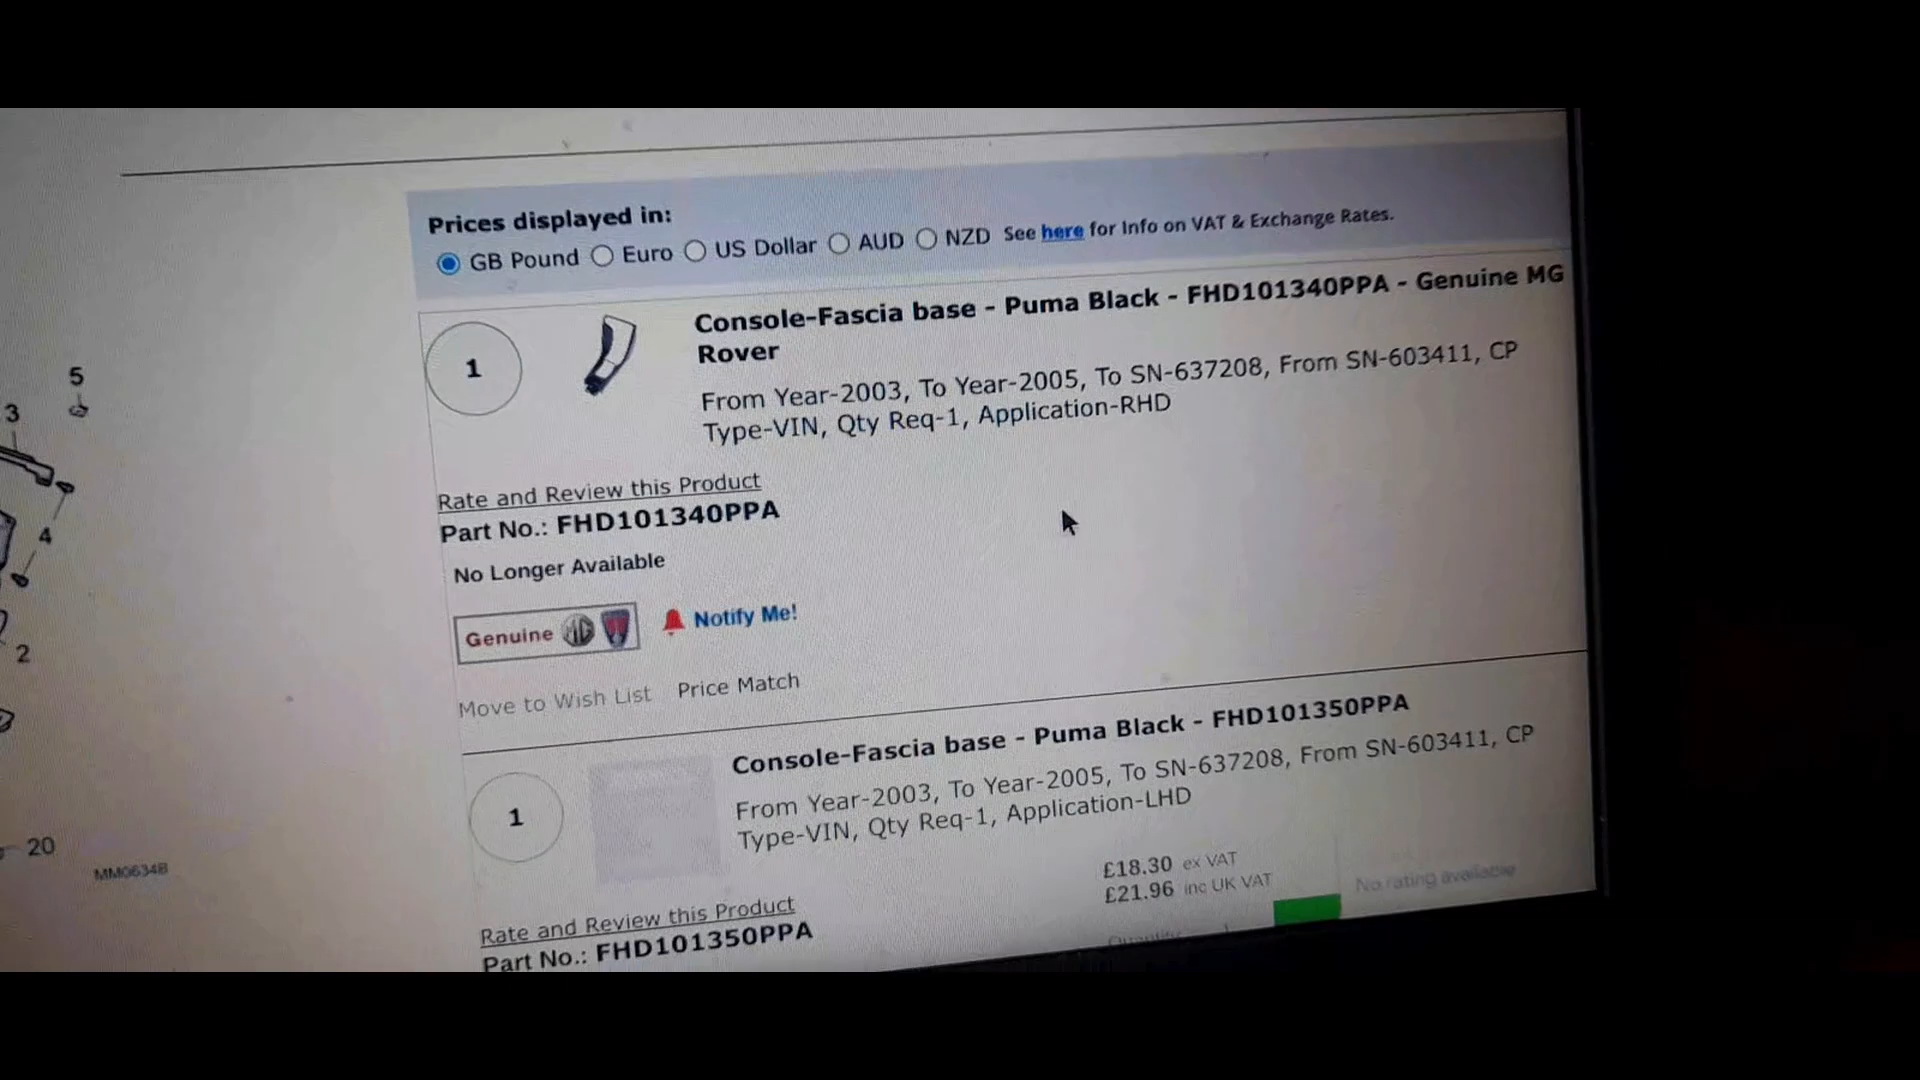 Prices displayed in:
GB Pound Euro US Dollar AUD NZD See here for Info on VAT & Exchange Rates.
1
Console-Fascia base - Puma Black - FHD101340PPA - Genuine MG
Rover
From Year-2003, To Year-2005, To SN-637208, From SN-603411, CP
Type-VIN, Qty Req-1, Application-RHD
5
3
4
2
20
MM0634B
Rate and Review this Product
Part No.: FHD101340PPA
No Longer Available
Genuine MG
Notify Me!
Move to Wish List Price Match
1
Console-Fascia base - Puma Black - FHD101350PPA
From Year-2003, To Year-2005, To SN-637208, From SN-603411, CP
Type-VIN, Qty Req-1, Application-LHD
£18.30 ex VAT
£21.96 inc UK VAT
No rating available
Rate and Review this Product
Part No.: FHD101350PPA
Quantity